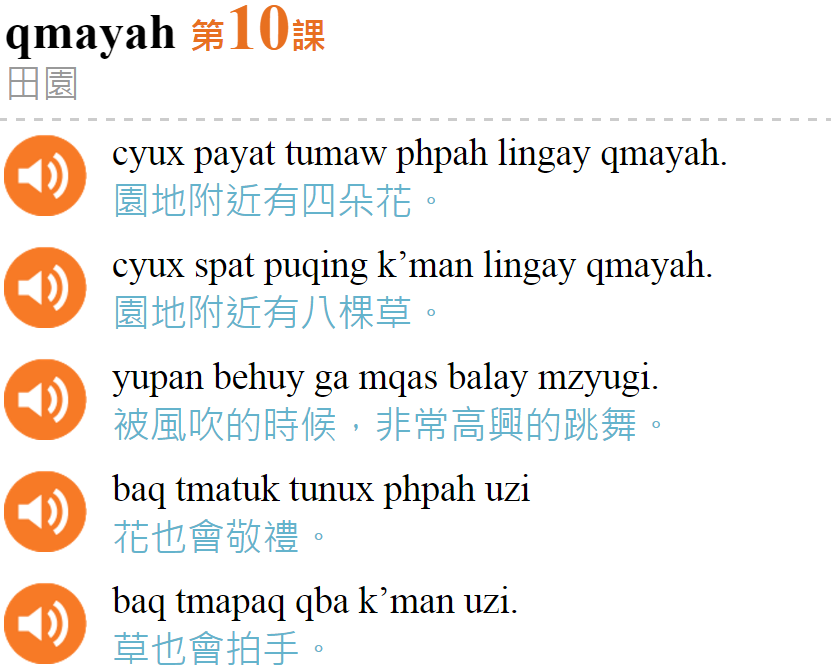 qmayah 第10課
田園
cyux payat tumaw phpah lingay qmayah.
園地附近有四朵花。
cyux spat puqing k’man lingay qmayah.
園地附近有八棵草。
yupan behuy ga mqas balay mzyugi.
被風吹的時候，非常高興的跳舞。
baq tmatuk tunux phpah uzi
花也會敬禮。
baq tmapaq qba k’man uzi.
草也會拍手。